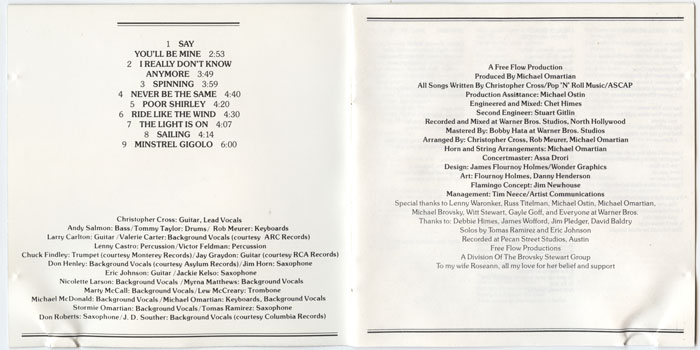 1 SAY
YOU'LL BE MINE 2:53
2 I REALLY DON'T KNOW
ANYMORE 3:49
3 SPINNING 3:59
4 NEVER BE THE SAME 4:40
5 POOR SHIRLEY 4:20
6 RIDE LIKE THE WIND 4:30
7 THE LIGHT IS ON 4:07
8 SAILING 4:14
9 MINSTREL GIGOLO 6:00
Christopher Cross: Guitar, Lead Vocals
Andy Salmon: Bass/Tommy Taylor: Drums/ Rob Meurer: Keyboards
Larry Carlton: Guitar/Valerie Carter: Background Vocals (courtesy ARC Records)
Lenny Castro: Percussion/Victor Feldman: Percussion
Chuck Findley: Trumpet (courtesy Monterey Records)/Jay Graydon: Guitar (courtesy RCA Records)
Don Henley: Background Vocals (courtesy Asylum Records)/Jim Horn: Saxophone
Eric Johnson: Guitar/Jackie Kelso: Saxophone
Nicolette Larson: Background Vocals/Myrna Matthews: Background Vocals
Marty McCall: Background Vocals/Lew McCreary: Trombone
Michael McDonald: Background Vocals/Michael Omartian: Keyboards, Background Vocals
Stormie Omartian: Background Vocals/Tomas Ramirez: Saxophone
Don Roberts: Saxophone/J. D. Souther: Background Vocals (courtesy Columbia Records)
A Free Flow Production
Produced By Michael Omartian
All Songs Written By Christopher Cross/Pop 'N' Roll Music/ASCAP
Production Assittance: Michael Ostin
Engineered and Mixed: Chet Himes
Second Engineer: Stuart Gitlin
Recorded and Mixed at Warner Bros. Studios, North Hollywood
Mastered By: Bobby Hata at Warner Bros. Studios
Arranged By: Christopher Cross, Rob Meurer, Michael Omartian
Horn and String Arrangements: Michael Omartian
Concertmaster: Assa Drori
Design: James Flournoy Holmes/Wonder Graphics
Art: Flournoy Holmes, Danny Henderson
Flamingo Concept: Jim Newhouse
Management: Tim Neece/Artist Communications
Special thanks to Lenny Waronker, Russ Titelman, Michael Ostin, Michael Omartian,
Michael Brovsky, Witt Stewart, Gayle Goff, and Everyone at Warner Bros.
Thanks to: Debbie Himes, James Wolford, Jim Pledger, David Baldry
Solos by Tomas Ramirez and Eric Johnson
Recorded at Pecan Street Studios, Austin
Free Flow Productions
A Division Of The Brovsky Stewart Group
To my wife Roseann, all my love for her belief and support